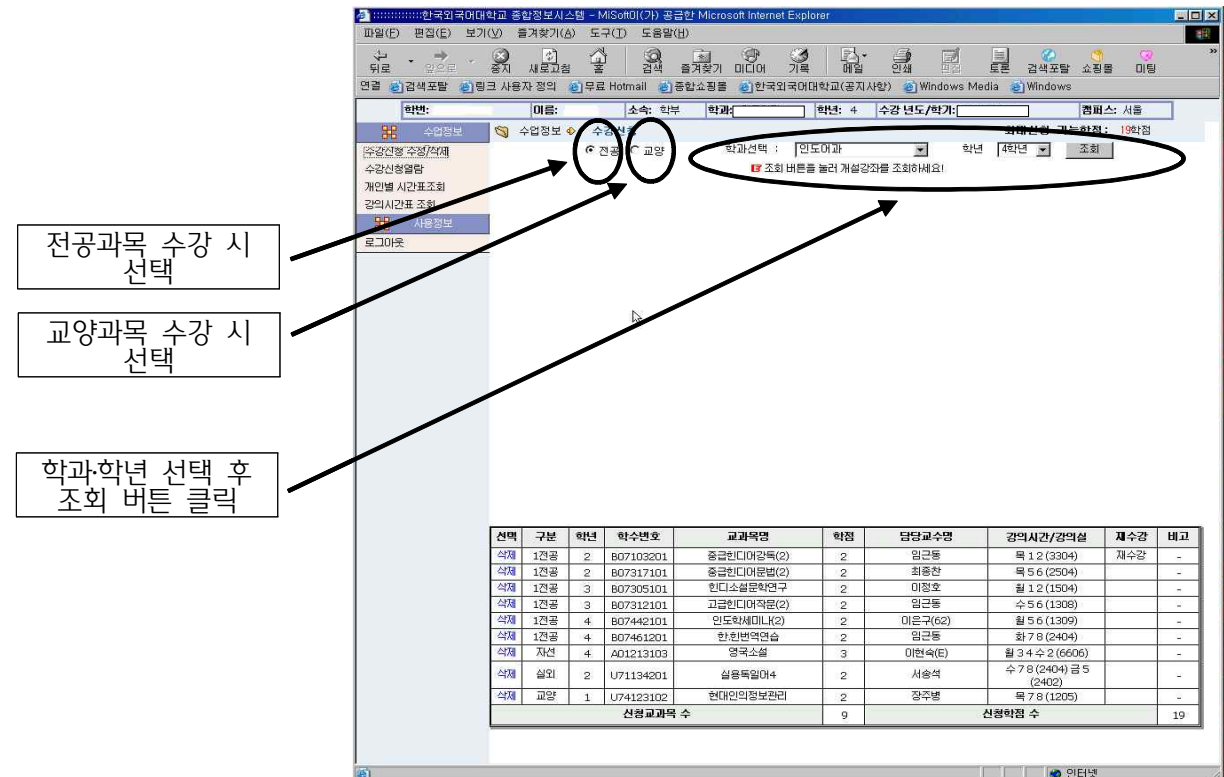 :::::::::::::한국외국어대학교 종합정보시스템 - MiSoft이(가) 공급한 Microsoft Internet Explorer
파일(F) 편집(E) 보기(V) 즐겨찾기(A) 도구(T) 도움말(H)
뒤로 앞으로 중지 새로고침 홈 검색 즐겨찾기 미디어 기록 메일 인쇄 편집 토론 검색포탈 쇼핑몰 미팅 »
연결 검색포탈 링크 사용자 정의 무료 Hotmail 종합쇼핑몰 한국외국어대학교(공지사항) Windows Media Windows
학번: 이름: 소속: 학부 학과: 학년: 4 수강 년도/학기: 캠퍼스: 서울
수업정보
수업정보 수강신청 최대신청 가능학점 : 19학점
수강신청 수정/삭제
전공 교양 학과선택 : 인도어과 학년 4학년 조회
수강신청열람
조회 버튼을 눌러 개설강좌를 조회하세요!
개인별 시간표조회
강의시간표 조회
사용정보
로그아웃
전공과목 수강 시
선택
교양과목 수강 시
선택
학과·학년 선택 후
조회 버튼 클릭
선택 구분 학년 학수번호 교과목명 학점 담당교수명 강의시간/강의실 재수강 비고
삭제 1전공 2 B07103201 중급힌디어강독(2) 2 임근동 목 1 2 (3304) 재수강 -
삭제 1전공 2 B07317101 중급힌디어문법(2) 2 최종찬 목 5 6 (2504) -
삭제 1전공 3 B07305101 힌디소설문학연구 2 이정호 월 1 2 (1504) -
삭제 1전공 3 B07312101 고급힌디어작문(2) 2 임근동 수 5 6 (1308) -
삭제 1전공 4 B07442101 인도학세미나(2) 2 이은구(62) 월 5 6 (1309) -
삭제 1전공 4 B07461201 한.힌번역연습 2 임근동 화 7 8 (2404) -
삭제 자선 4 A01213103 영국소설 3 이현숙(E) 월 3 4 수 2 (6606) -
삭제 실외 2 U71134201 실용독일어4 2 서송석 수 7 8 (2404) 금 5 (2402) -
삭제 교양 1 U74123102 현대인의정보관리 2 장주병 목 7 8 (1205) -
신청교과목 수 9 신청학점 수 19
인터넷